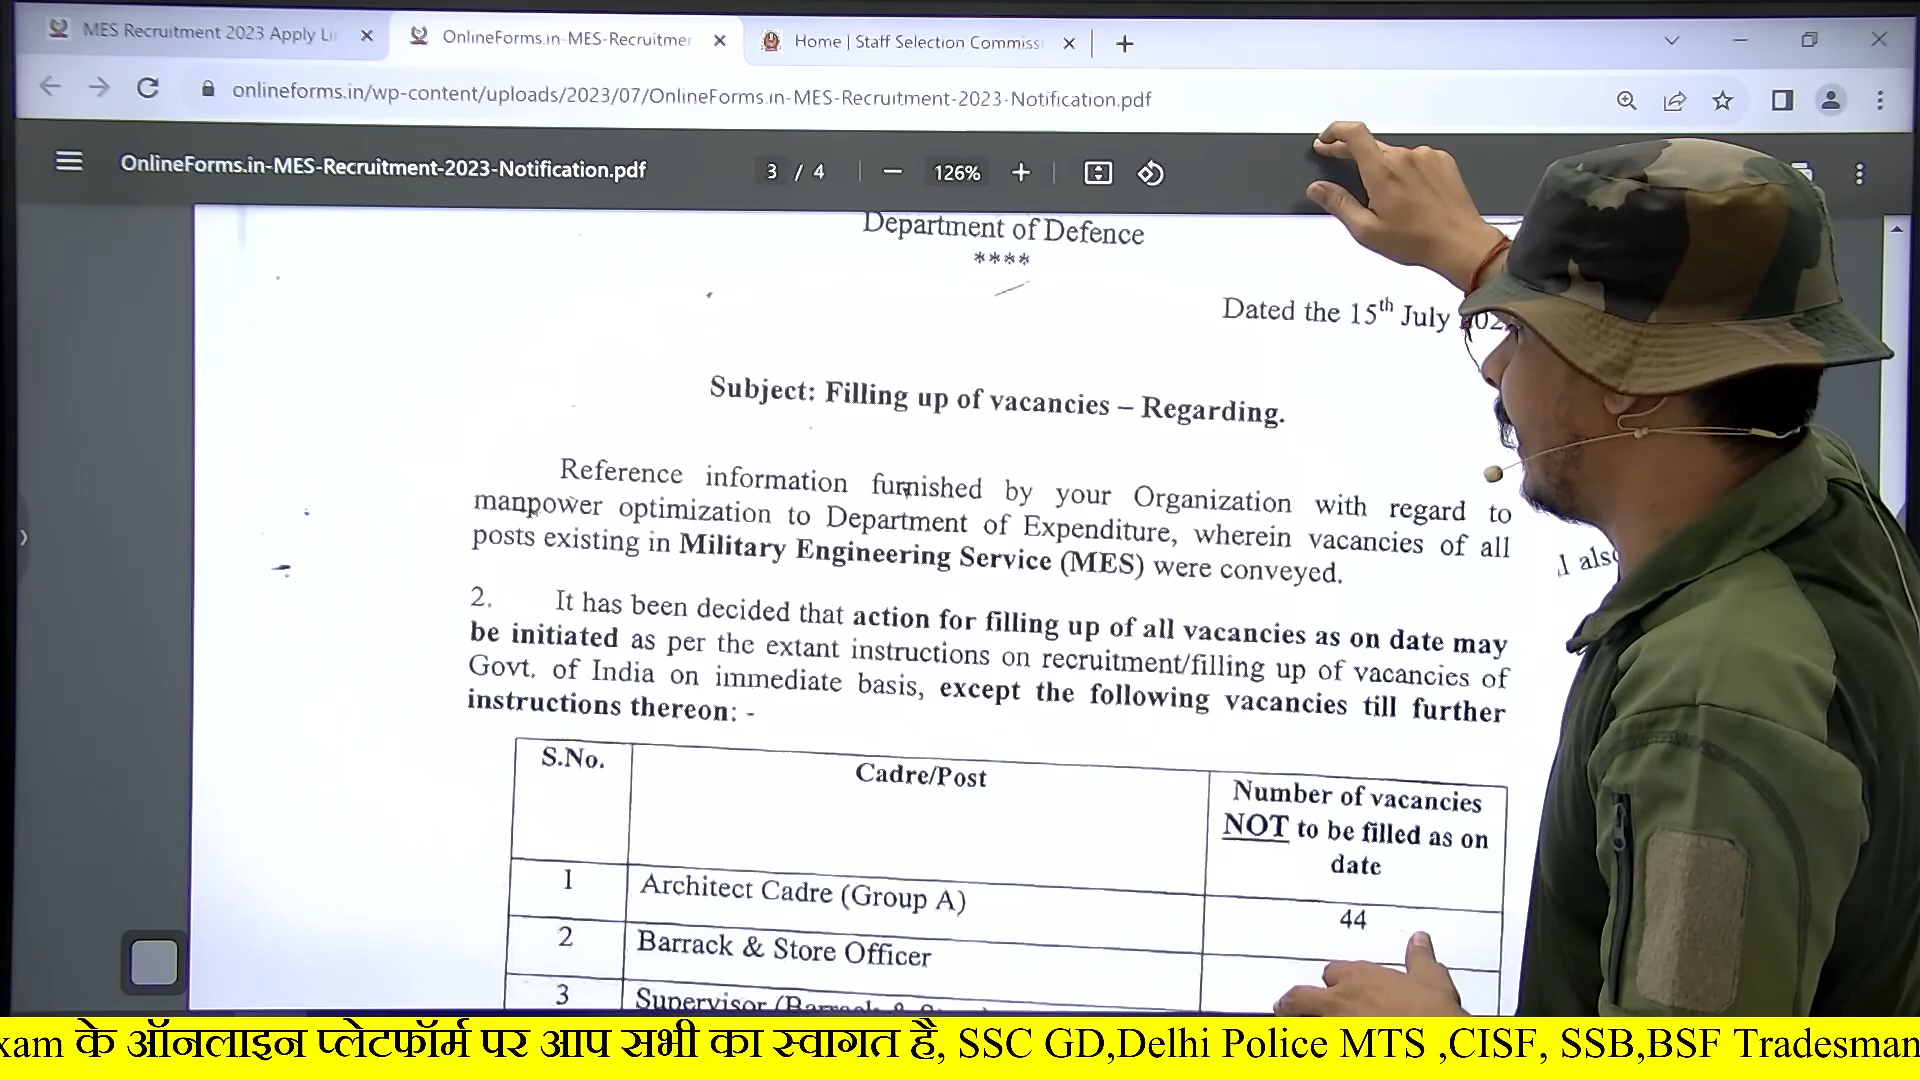 MES Recruitment 2023 Apply Lin
OnlineForms.in-MES-Recruitmen
Home | Staff Selection Commiss
onlineforms.in/wp-content/uploads/2023/07/OnlineForms.in-MES-Recruitment-2023-Notification.pdf
OnlineForms.in-MES-Recruitment-2023-Notification.pdf
3 / 4
126%
Department of Defence
****
Dated the 15th July
Subject: Filling up of vacancies – Regarding.
Reference information furnished by your Organization with regard to
manpower optimization to Department of Expenditure, wherein vacancies of all
posts existing in Military Engineering Service (MES) were conveyed.
2. It has been decided that action for filling up of all vacancies as on date may
be initiated as per the extant instructions on recruitment/filling up of vacancies of
Govt. of India on immediate basis, except the following vacancies till further
instructions thereon: -
S.No. Cadre/Post Number of vacancies
NOT to be filled as on
date
1 Architect Cadre (Group A) 44
2 Barrack & Store Officer
3 Supervisor
xam के ऑनलाइन प्लेटफॉर्म पर आप सभी का स्वागत है, SSC GD,Delhi Police MTS ,CISF, SSB,BSF Tradesman